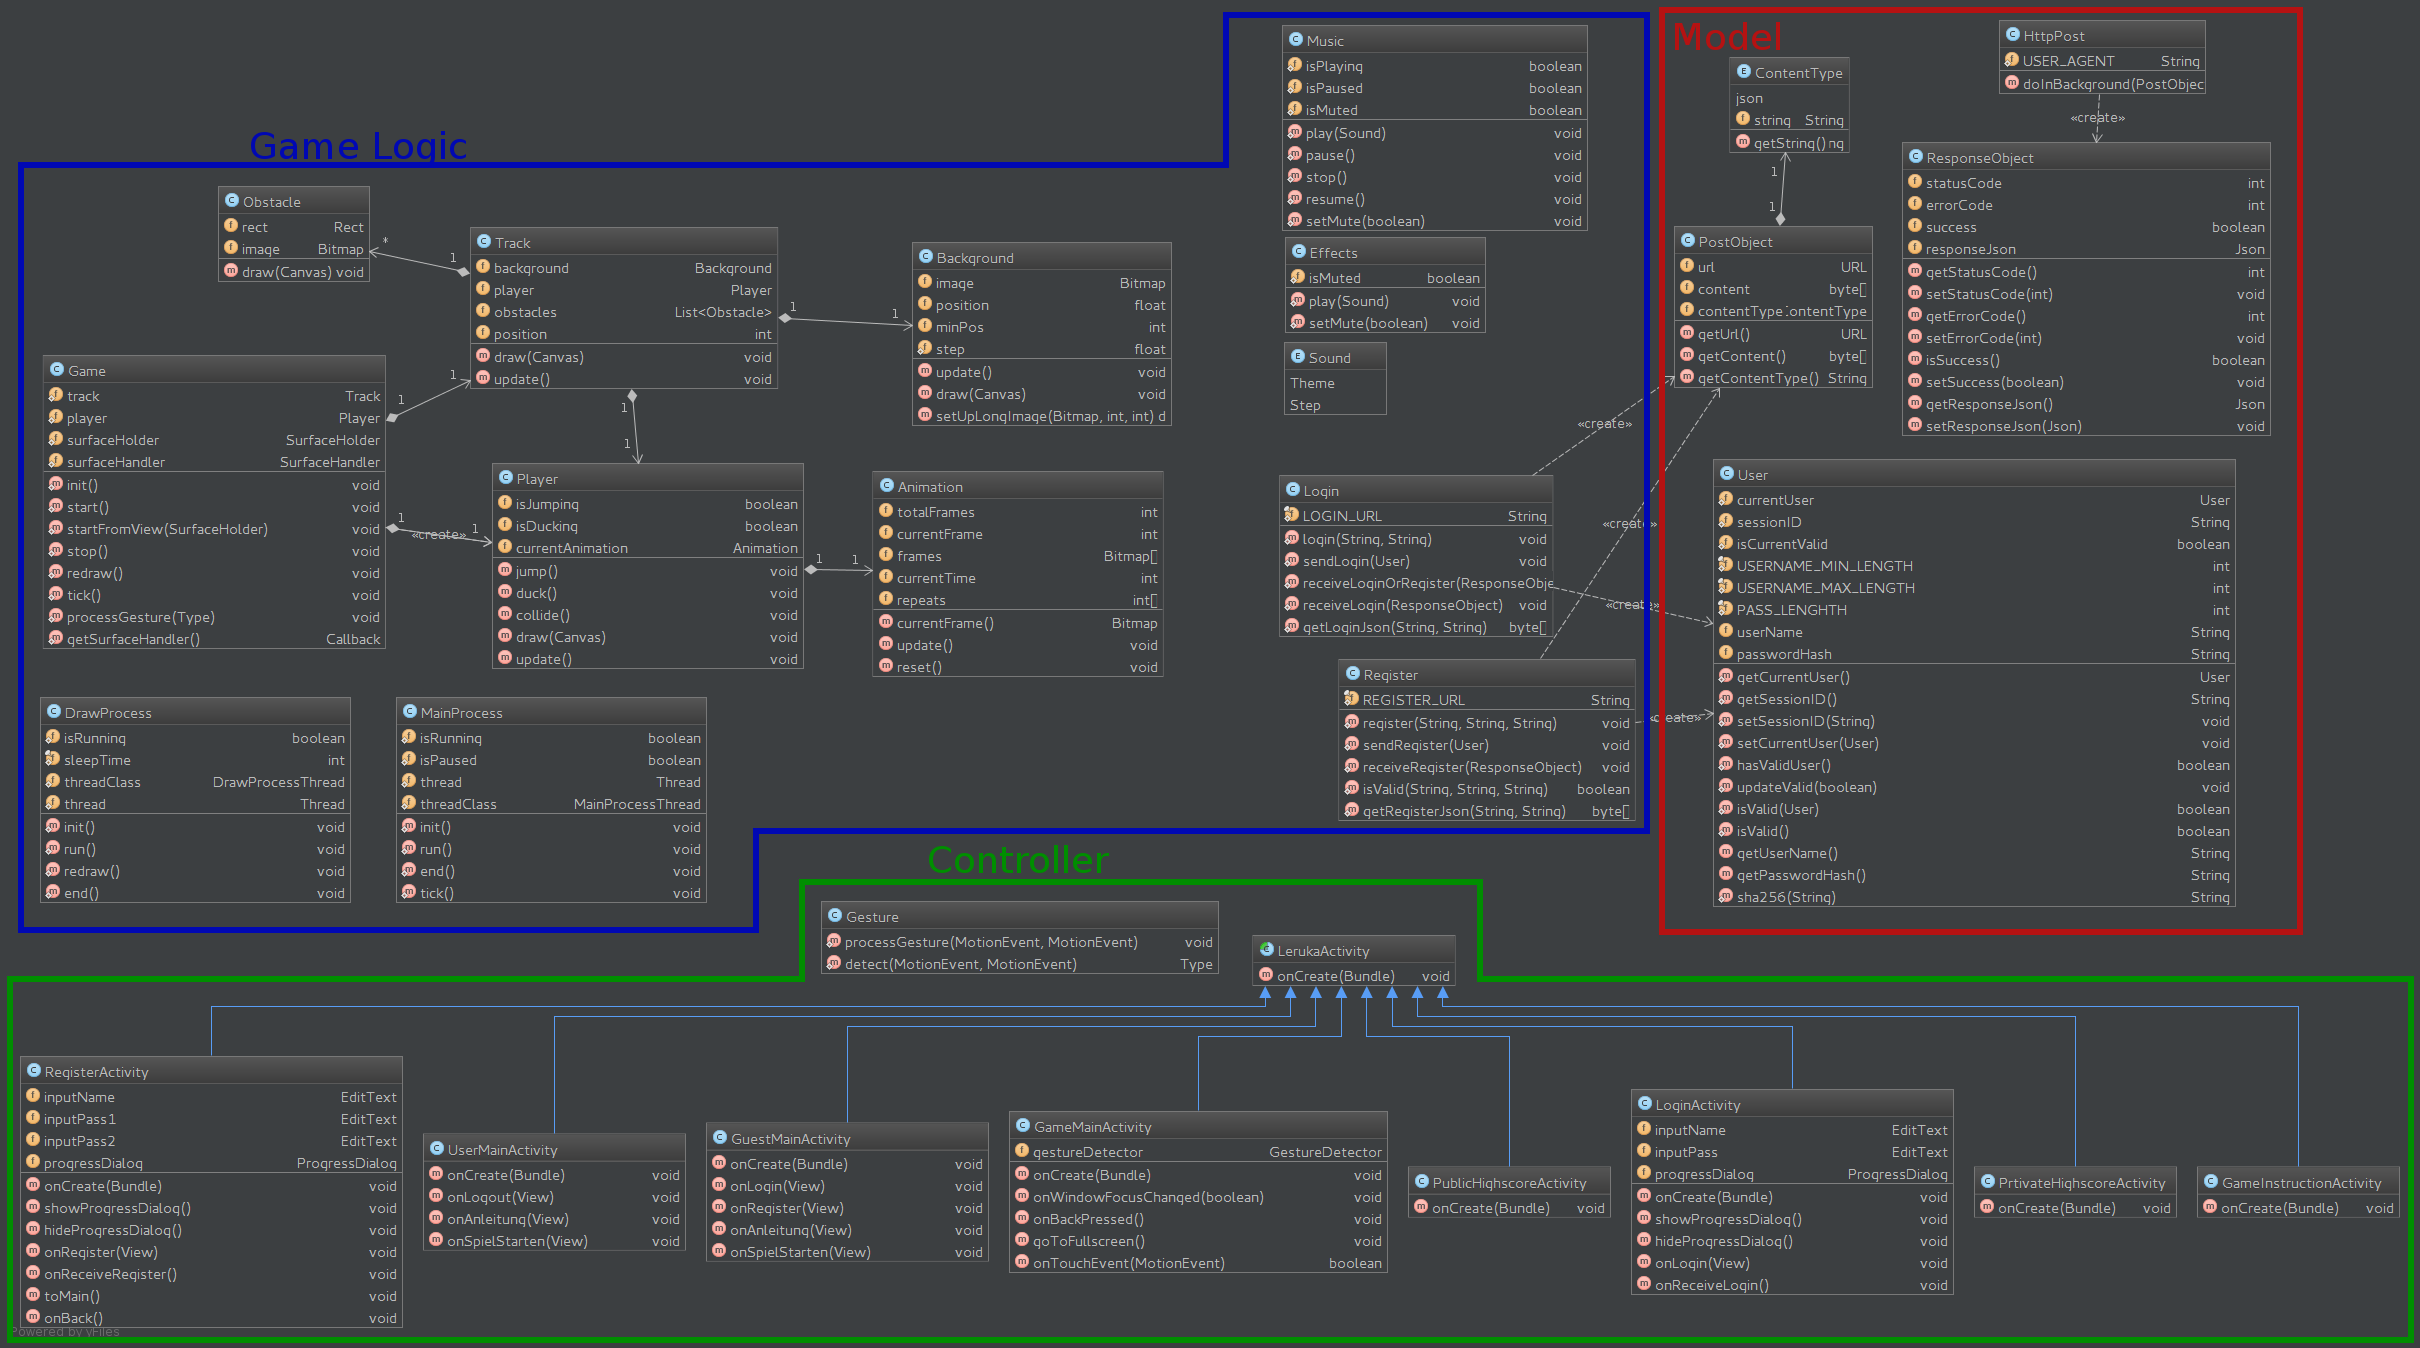 Game Logic
Obstacle
rect Rect
image Bitmap
draw(Canvas) void
* 1
Track
background Background
player Player
obstacles List<Obstacle>
position int
draw(Canvas) void
update() void
1 1
Background
image Bitmap
position float
minPos int
step float
update() void
draw(Canvas) void
setUpLongImage(Bitmap, int, int) d
Game
track Track
player Player
surfaceHolder SurfaceHolder
surfaceHandler SurfaceHandler
init() void
start() void
startFromView(SurfaceHolder) void
stop() void
redraw() void
tick() void
processGesture(Type) void
getSurfaceHandler() Callback
1 1
1 1
1 «create» 1
Player
isJumping boolean
isDucking boolean
currentAnimation Animation
jump() void
duck() void
collide() void
draw(Canvas) void
update() void
1 1
Animation
totalFrames int
currentFrame int
frames Bitmap[]
currentTime int
repeats int[]
currentFrame() Bitmap
update() void
reset() void
DrawProcess
isRunning boolean
sleepTime int
threadClass DrawProcessThread
thread Thread
init() void
run() void
redraw() void
end() void
MainProcess
isRunning boolean
isPaused boolean
thread Thread
threadClass MainProcessThread
init() void
run() void
end() void
tick() void
Music
isPlaying boolean
isPaused boolean
isMuted boolean
play(Sound) void
pause() void
stop() void
resume() void
setMute(boolean) void
Effects
isMuted boolean
play(Sound) void
setMute(boolean) void
Sound
Theme
Step
Login
LOGIN_URL String
login(String, String) void
sendLogin(User) void
receiveLoginOrRegister(ResponseObje
receiveLogin(ResponseObject) void
getLoginJson(String, String) byte[]
Register
REGISTER_URL String
register(String, String, String) void
sendRegister(User) void
receiveRegister(ResponseObject) void
isValid(String, String, String) boolean
getRegisterJson(String, String) byte[]
«create»
«create»
«create»
«create»
Model
ContentType
json
string String
getString() ng
1
1
PostObject
url URL
content byte[]
contentType :ontentType
getUrl() URL
getContent() byte[]
getContentType() String
HttpPost
USER_AGENT String
doInBackground(PostObjec
«create»
ResponseObject
statusCode int
errorCode int
success boolean
responseJson Json
getStatusCode() int
setStatusCode(int) void
getErrorCode() int
setErrorCode(int) void
isSuccess() boolean
setSuccess(boolean) void
getResponseJson() Json
setResponseJson(Json) void
User
currentUser User
sessionID String
isCurrentValid boolean
USERNAME_MIN_LENGTH int
USERNAME_MAX_LENGTH int
PASS_LENGHTH int
userName String
passwordHash String
getCurrentUser() User
getSessionID() String
setSessionID(String) void
setCurrentUser(User) void
hasValidUser() boolean
updateValid(boolean) void
isValid(User) boolean
isValid() boolean
getUserName() String
getPasswordHash() String
sha256(String) String
Controller
Gesture
processGesture(MotionEvent, MotionEvent) void
detect(MotionEvent, MotionEvent) Type
LerukaActivity
onCreate(Bundle) void
RegisterActivity
inputName EditText
inputPass1 EditText
inputPass2 EditText
progressDialog ProgressDialog
onCreate(Bundle) void
showProgressDialog() void
hideProgressDialog() void
onRegister(View) void
onReceiveRegister() void
toMain() void
onBack() void
UserMainActivity
onCreate(Bundle) void
onLogout(View) void
onAnleitung(View) void
onSpielStarten(View) void
GuestMainActivity
onCreate(Bundle) void
onLogin(View) void
onRegister(View) void
onAnleitung(View) void
onSpielStarten(View) void
GameMainActivity
gestureDetector GestureDetector
onCreate(Bundle) void
onWindowFocusChanged(boolean) void
onBackPressed() void
goToFullscreen() void
onTouchEvent(MotionEvent) boolean
PublicHighscoreActivity
onCreate(Bundle) void
LoginActivity
inputName EditText
inputPass EditText
progressDialog ProgressDialog
onCreate(Bundle) void
showProgressDialog() void
hideProgressDialog() void
onLogin(View) void
onReceiveLogin() void
PrtivateHighscoreActivity
onCreate(Bundle) void
GameInstructionActivity
onCreate(Bundle) void
Powered by yFiles